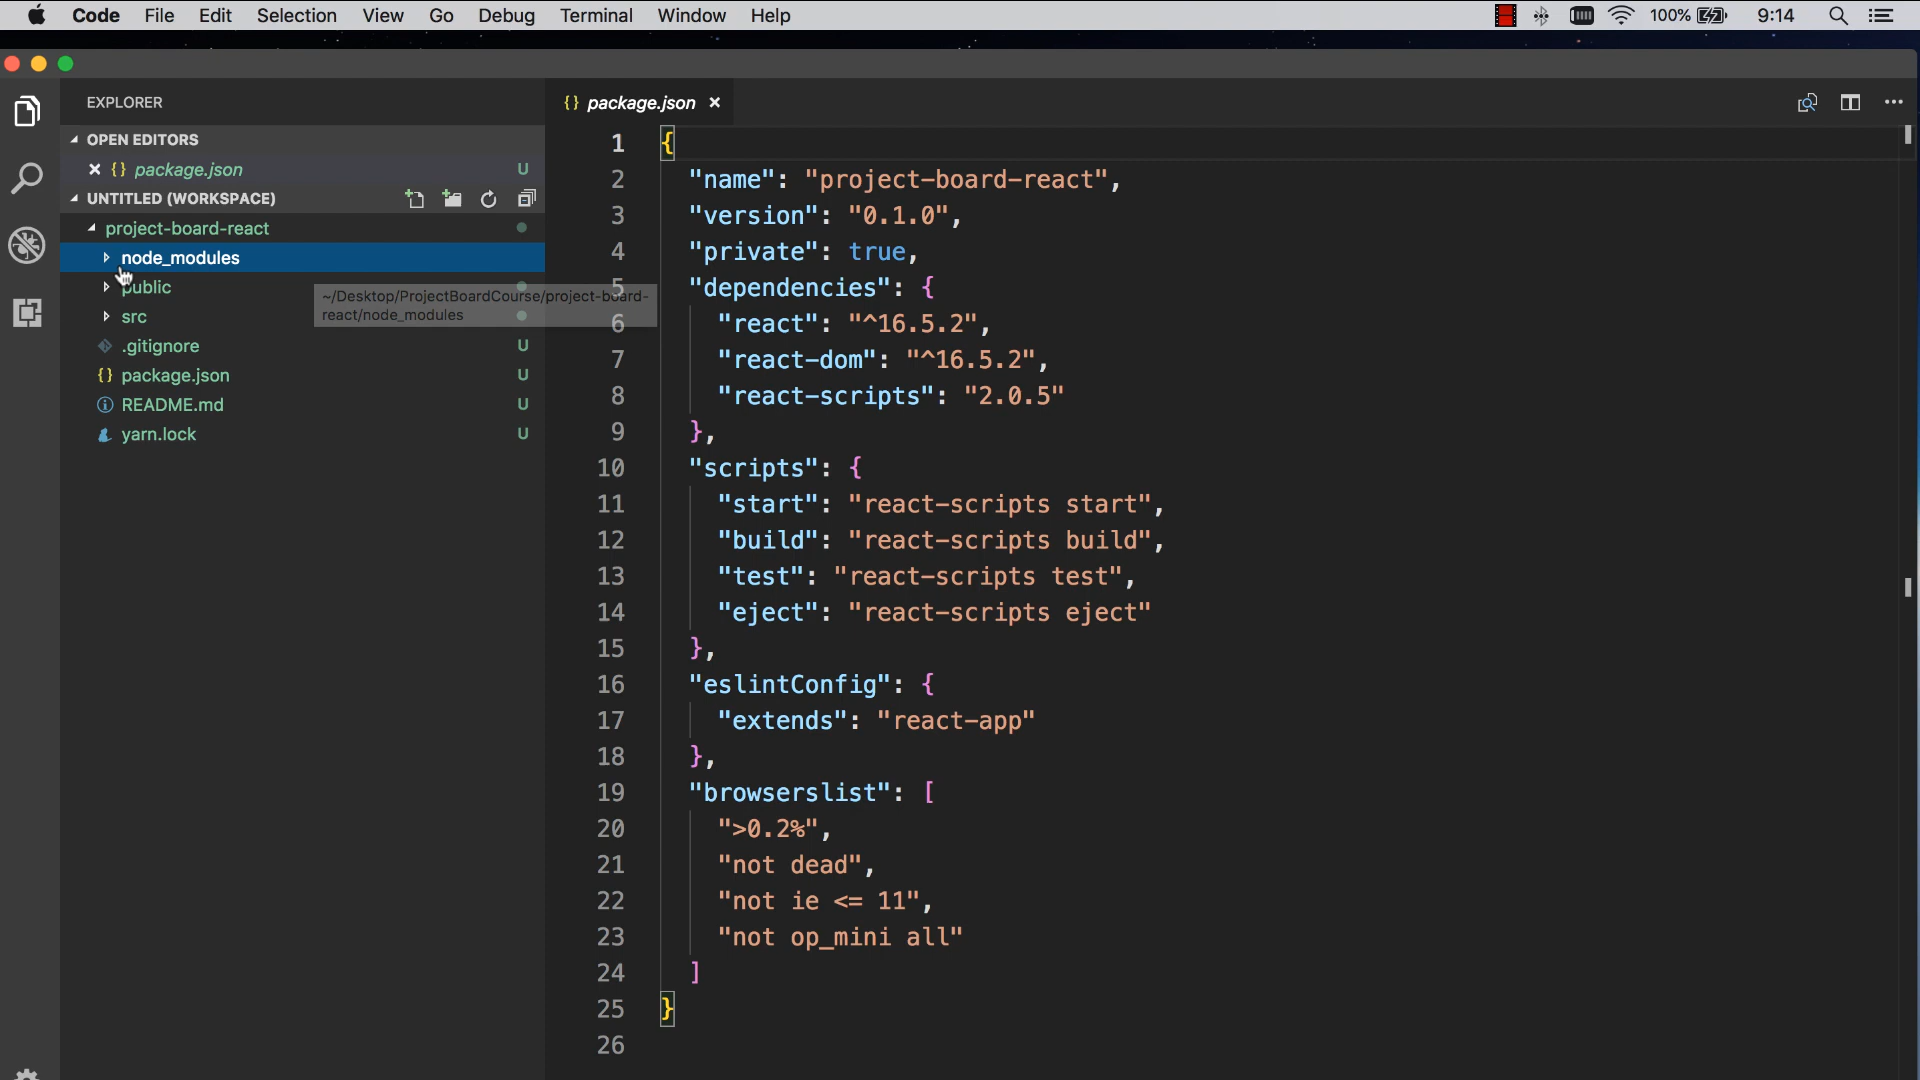 Code File Edit Selection View Go Debug Terminal Window Help 100% 9:14
EXPLORER
OPEN EDITORS
{} package.json U
UNTITLED (WORKSPACE)
project-board-react
node_modules
public
src
.gitignore U
{} package.json U
README.md U
yarn.lock U
~/Desktop/ProjectBoardCourse/project-board-
react/node_modules
{} package.json
1 {
2 "name": "project-board-react",
3 "version": "0.1.0",
4 "private": true,
5 "dependencies": {
6 "react": "^16.5.2",
7 "react-dom": "^16.5.2",
8 "react-scripts": "2.0.5"
9 },
10 "scripts": {
11 "start": "react-scripts start",
12 "build": "react-scripts build",
13 "test": "react-scripts test",
14 "eject": "react-scripts eject"
15 },
16 "eslintConfig": {
17 "extends": "react-app"
18 },
19 "browserslist": [
20 ">0.2%",
21 "not dead",
22 "not ie <= 11",
23 "not op_mini all"
24 ]
25 }
26